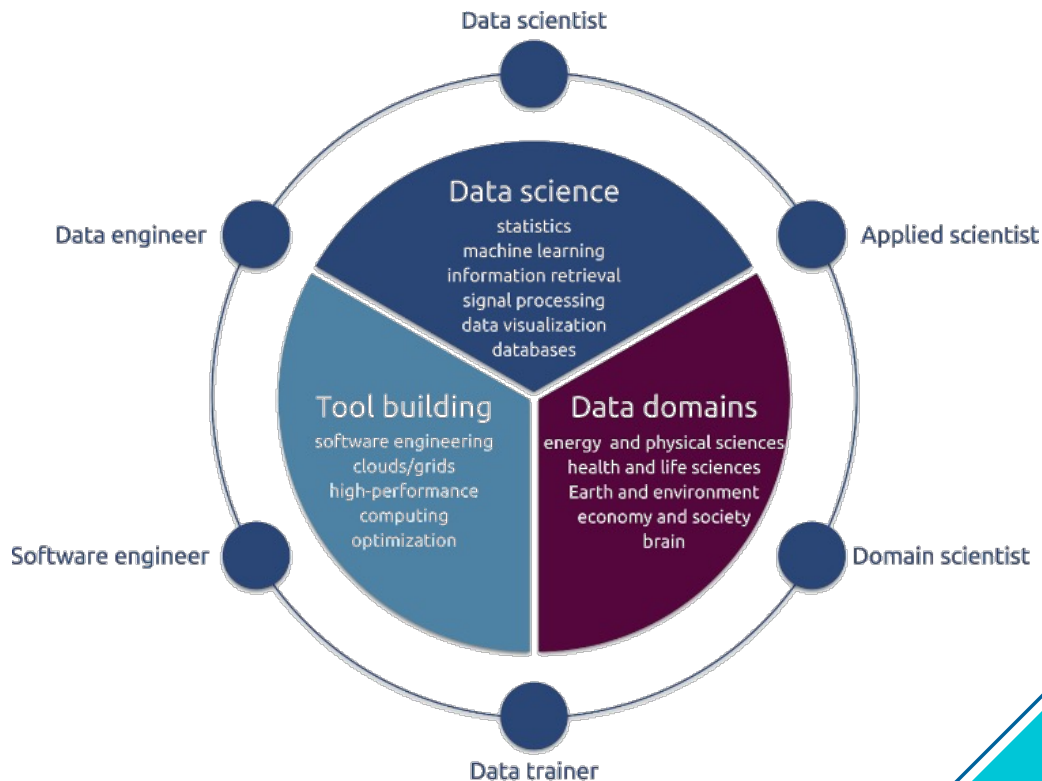 Data scientist
Data engineer
Applied scientist
Data science
statistics
machine learning
information retrieval
signal processing
data visualization
databases
Tool building
software engineering
clouds/grids
high-performance
computing
optimization
Data domains
energy and physical sciences
health and life sciences
Earth and environment
economy and society
brain
Software engineer
Domain scientist
Data trainer